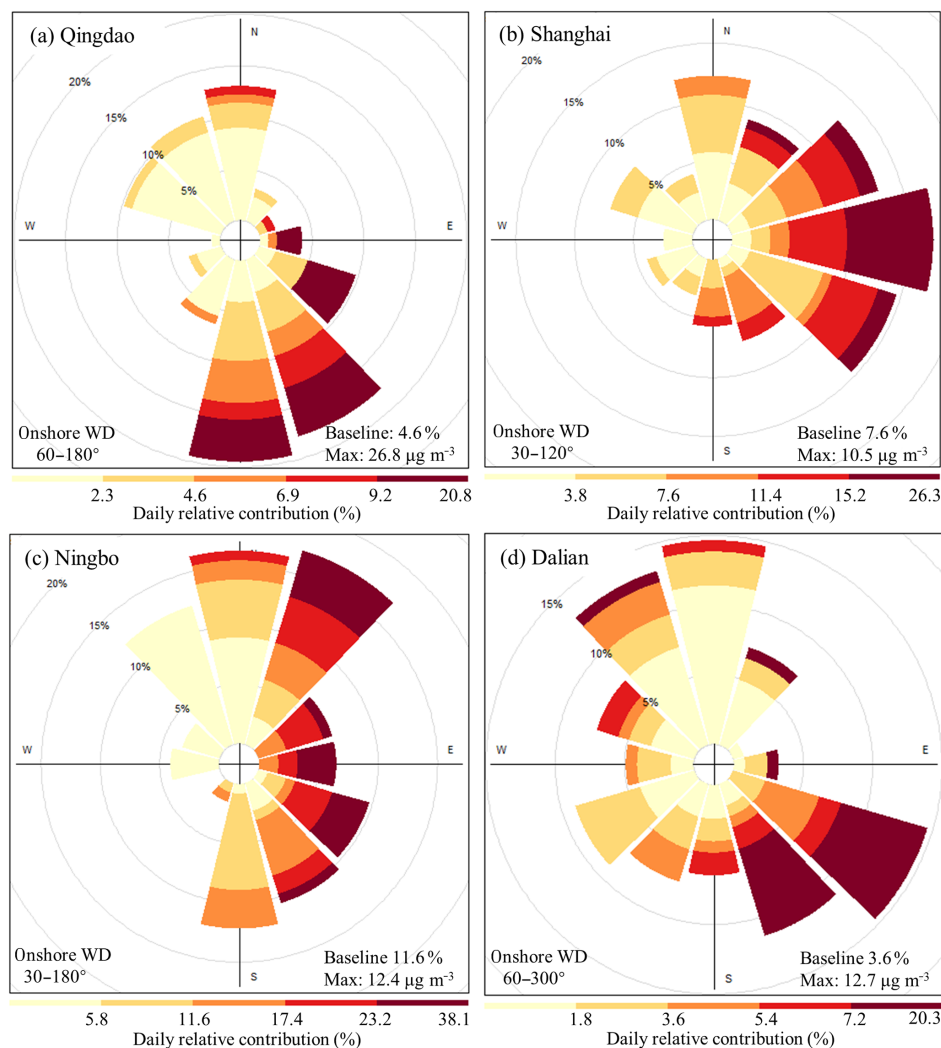 (a) Qingdao
N
20%
15%
10%
5%
W
E
Onshore WD
60–180°
Baseline: 4.6 %
Max: 26.8 µg m⁻³
2.3 4.6 6.9 9.2 20.8
Daily relative contribution (%)
(b) Shanghai
N
20%
15%
10%
5%
W
E
S
Onshore WD
30–120°
Baseline 7.6 %
Max: 10.5 µg m⁻³
3.8 7.6 11.4 15.2 26.3
Daily relative contribution (%)
(c) Ningbo
20%
15%
10%
5%
W
E
S
Onshore WD
30–180°
Baseline 11.6 %
Max: 12.4 µg m⁻³
5.8 11.6 17.4 23.2 38.1
Daily relative contribution (%)
(d) Dalian
15%
10%
5%
W
E
S
Onshore WD
60–300°
Baseline 3.6 %
Max: 12.7 µg m⁻³
1.8 3.6 5.4 7.2 20.3
Daily relative contribution (%)